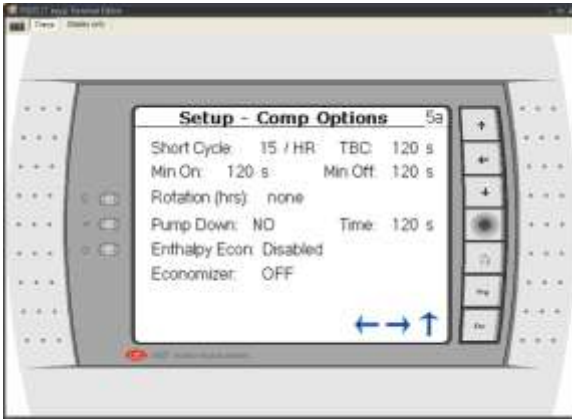 Setup - Comp Options 5a
Short Cycle: 15 / HR TBC: 120 s
Min On: 120 s Min Off: 120 s
Rotation (hrs): none
Pump Down: NO Time: 120 s
Enthalpy Econ: Disabled
Economizer: OFF